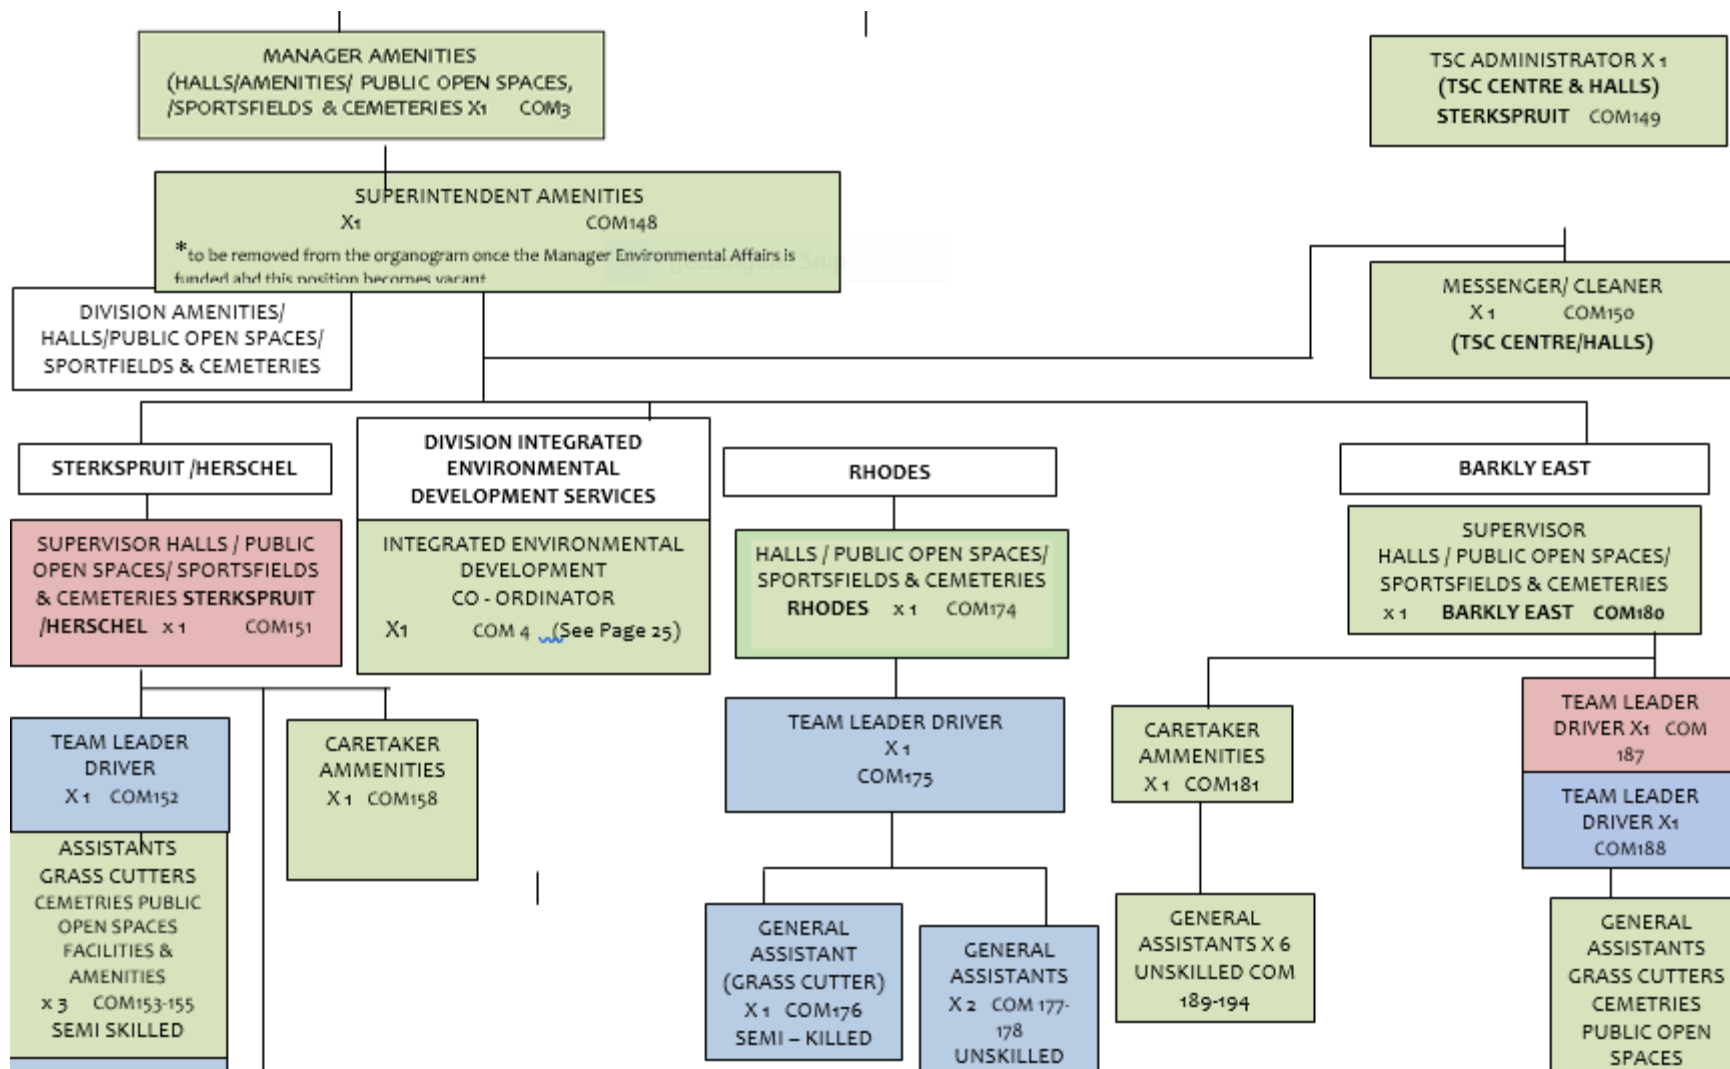 MANAGER AMENITIES
(HALLS/AMENITIES/ PUBLIC OPEN SPACES,
/SPORTSFIELDS & CEMETERIES X1 COM3
TSC ADMINISTRATOR X 1
(TSC CENTRE & HALLS)
STERKSPRUIT COM149
SUPERINTENDENT AMENITIES
X1 COM148
*to be removed from the organogram once the Manager Environmental Affairs is
funded abd this position becomes vacant
MESSENGER/ CLEANER
X 1 COM150
(TSC CENTRE/HALLS)
DIVISION AMENITIES/
HALLS/PUBLIC OPEN SPACES/
SPORTFIELDS & CEMETERIES
STERKSPRUIT /HERSCHEL
SUPERVISOR HALLS / PUBLIC
OPEN SPACES/ SPORTSFIELDS
& CEMETERIES STERKSPRUIT
/HERSCHEL x 1 COM151
TEAM LEADER
DRIVER
X 1 COM152
ASSISTANTS
GRASS CUTTERS
CEMETRIES PUBLIC
OPEN SPACES
FACILITIES &
AMENITIES
x 3 COM153-155
SEMI SKILLED
CARETAKER
AMMENITIES
X 1 COM158
DIVISION INTEGRATED
ENVIRONMENTAL
DEVELOPMENT SERVICES
INTEGRATED ENVIRONMENTAL
DEVELOPMENT
CO - ORDINATOR
X1 COM 4 (See Page 25)
RHODES
HALLS / PUBLIC OPEN SPACES/
SPORTSFIELDS & CEMETERIES
RHODES x 1 COM174
TEAM LEADER DRIVER
X 1
COM175
GENERAL
ASSISTANT
(GRASS CUTTER)
X 1 COM176
SEMI – KILLED
GENERAL
ASSISTANTS
X 2 COM 177-
178
UNSKILLED
BARKLY EAST
SUPERVISOR
HALLS / PUBLIC OPEN SPACES/
SPORTSFIELDS & CEMETERIES
x 1 BARKLY EAST COM180
CARETAKER
AMMENITIES
X 1 COM181
GENERAL
ASSISTANTS X 6
UNSKILLED COM
189-194
TEAM LEADER
DRIVER X1 COM
187
TEAM LEADER
DRIVER X1
COM188
GENERAL
ASSISTANTS
GRASS CUTTERS
CEMETRIES
PUBLIC OPEN
SPACES